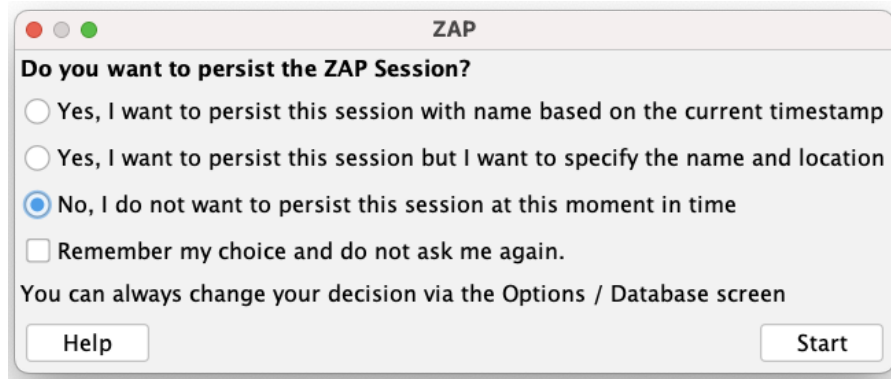 ZAP
Do you want to persist the ZAP Session?
Yes, I want to persist this session with name based on the current timestamp
Yes, I want to persist this session but I want to specify the name and location
No, I do not want to persist this session at this moment in time
Remember my choice and do not ask me again.
You can always change your decision via the Options / Database screen
Help
Start